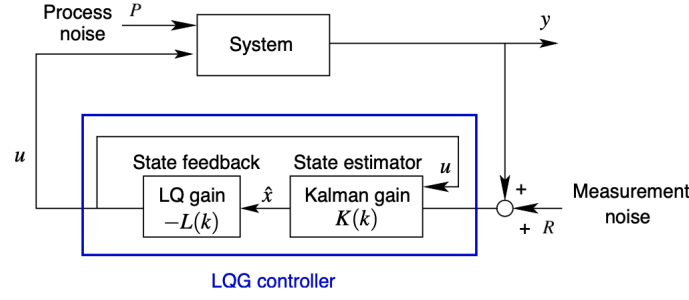 Process noise
P
System
y
u
State feedback
State estimator
u
LQ gain
−L(k)
x̂
Kalman gain
K(k)
+
+
R
Measurement noise
LQG controller